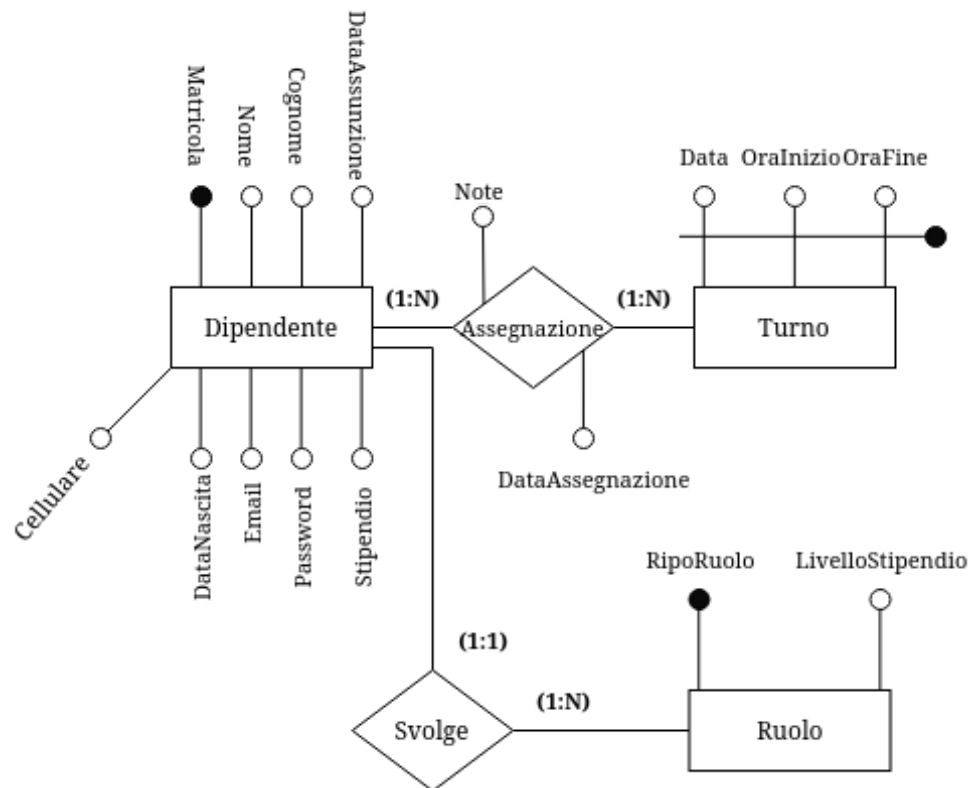 Matricola
Nome
Cognome
DataAssunzione
Note
Data
OraInizio
OraFine
(1:N)
(1:N)
Dipendente
Assegnazione
Turno
Cellulare
DataNascita
Email
Password
Stipendio
DataAssegnazione
RipoRuolo
LivelloStipendio
(1:1)
(1:N)
Svolge
Ruolo